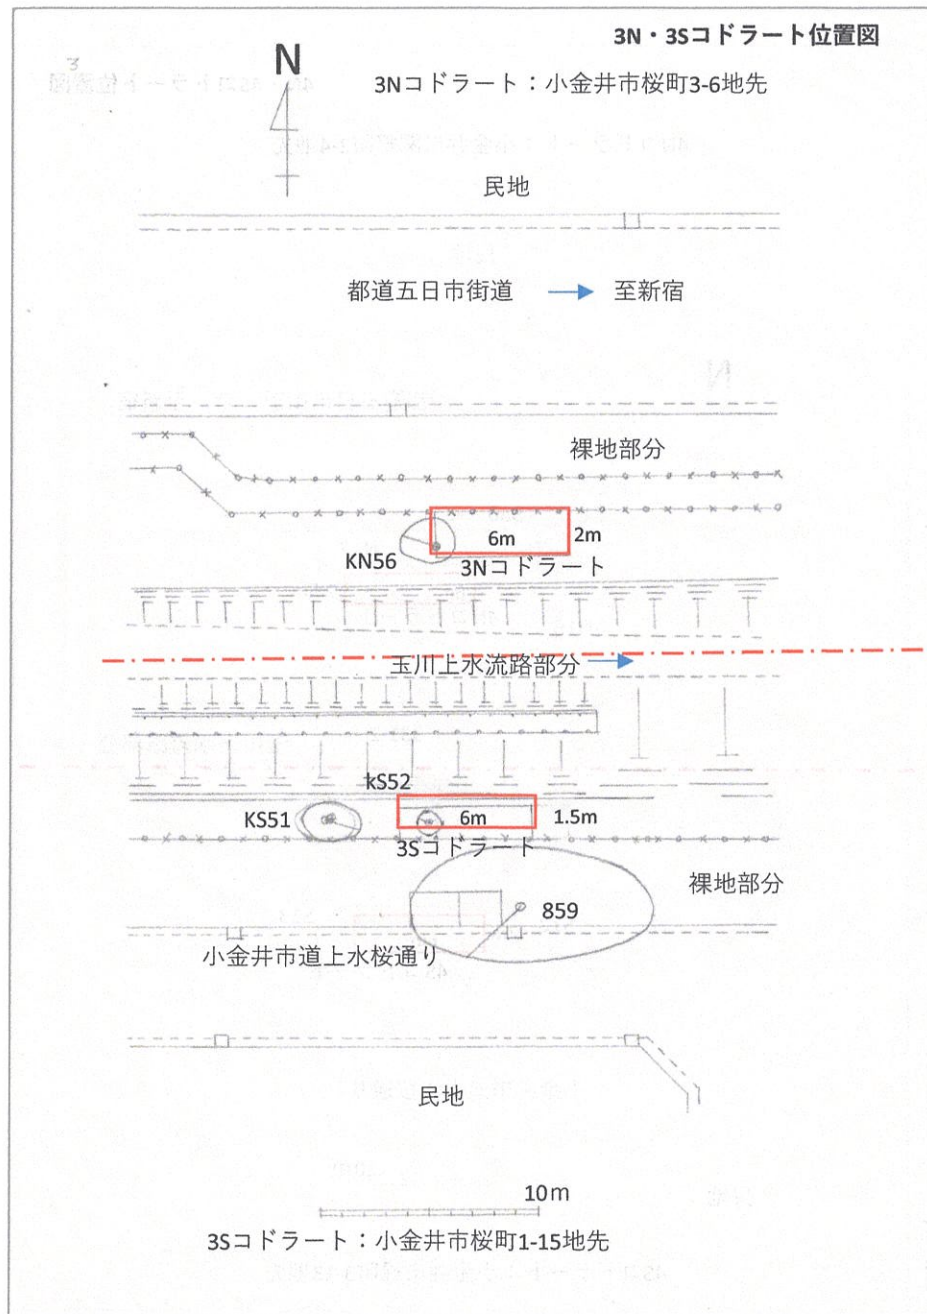 3N・3Sコドラート位置図
N
3Nコドラート：小金井市桜町3-6地先
民地
都道五日市街道 → 至新宿
裸地部分
6m 2m
KN56
3Nコドラート
玉川上水流路部分 →
kS52
KS51 6m 1.5m
3Sコドラート
裸地部分
859
小金井市道上水桜通り
民地
10m
3Sコドラート：小金井市桜町1-15地先